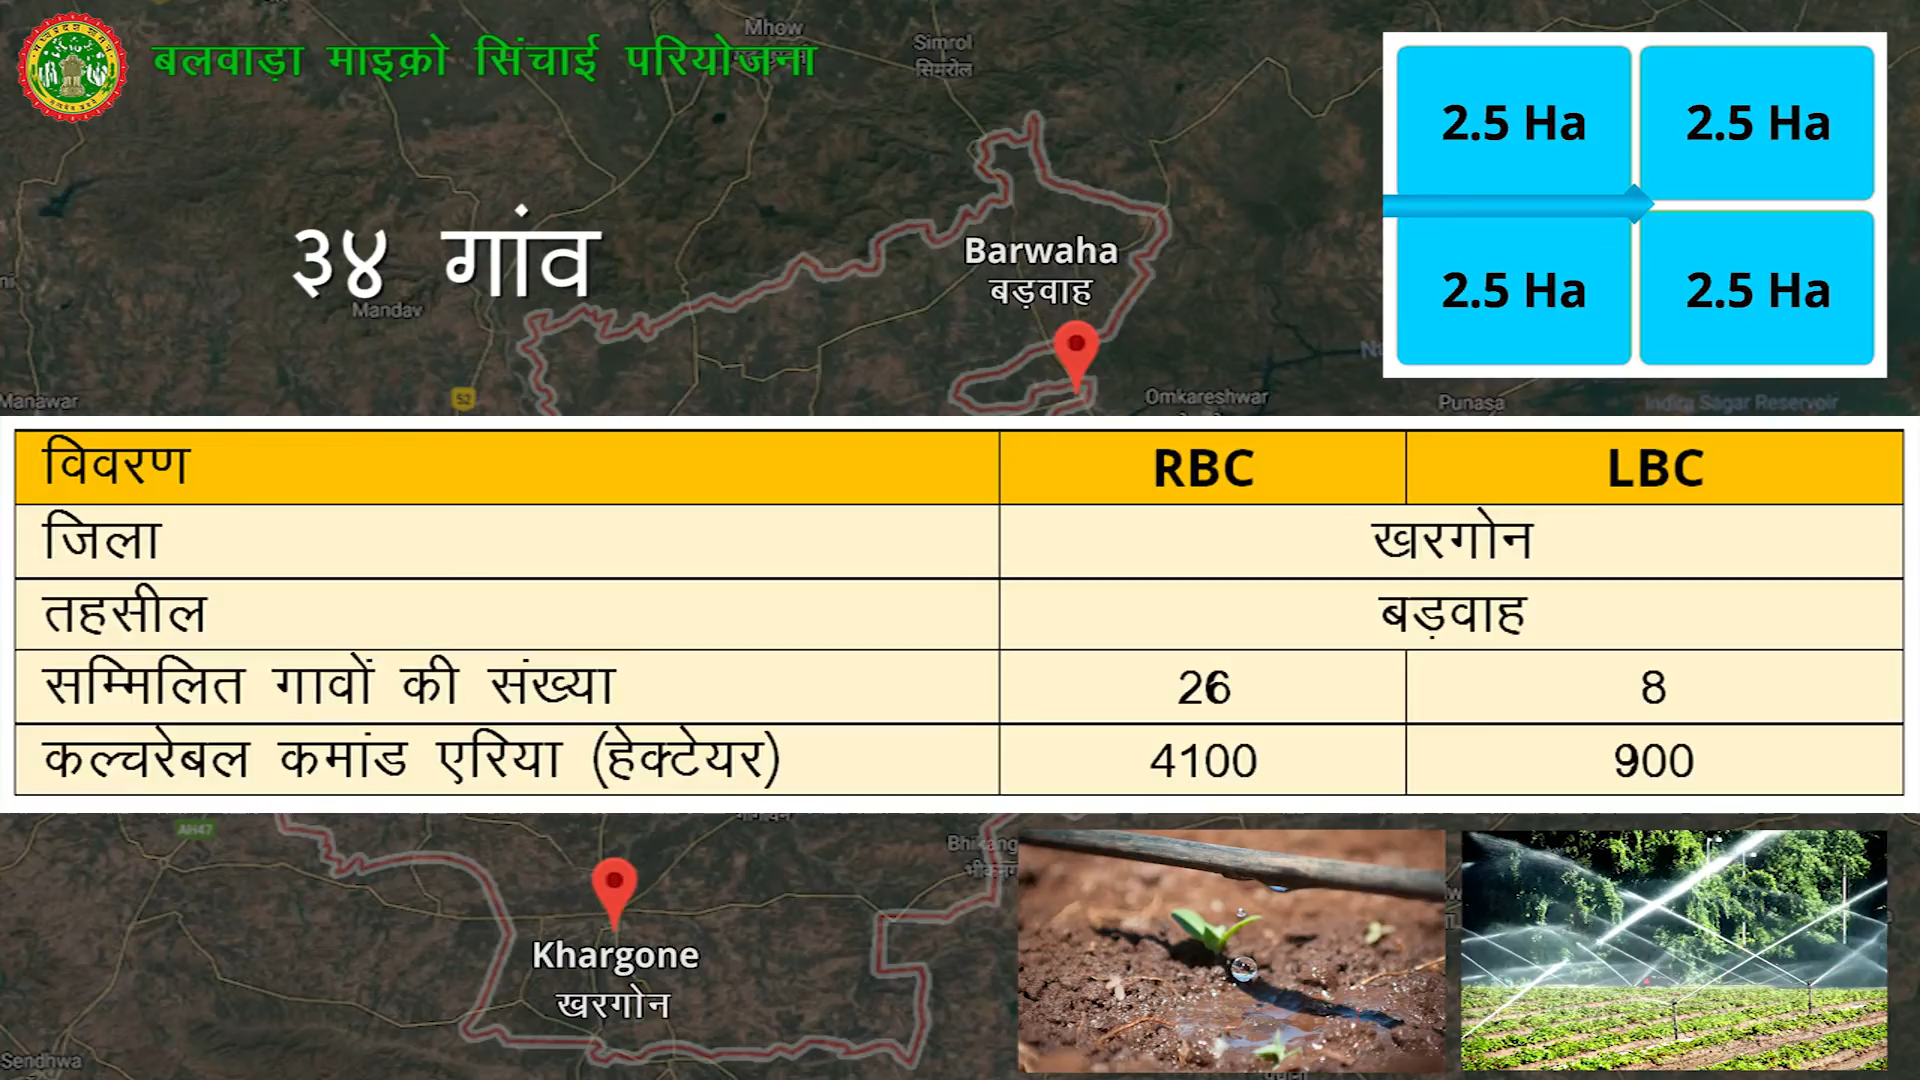 बलवाड़ा माइक्रो सिंचाई परियोजना
Mhow
Simrol
सिमरोल
2.5 Ha 2.5 Ha
2.5 Ha 2.5 Ha
३४ गांव
Mandav
Barwaha
बड़वाह
52
Manawar
Omkareshwar
Punasa
Indira Sagar Reservoir
विवरण RBC LBC
जिला खरगोन
तहसील बड़वाह
सम्मिलित गावों की संख्या 26 8
कल्चरेबल कमांड एरिया (हेक्टेयर) 4100 900
AH47
Khargone
खरगोन
Sendhwa